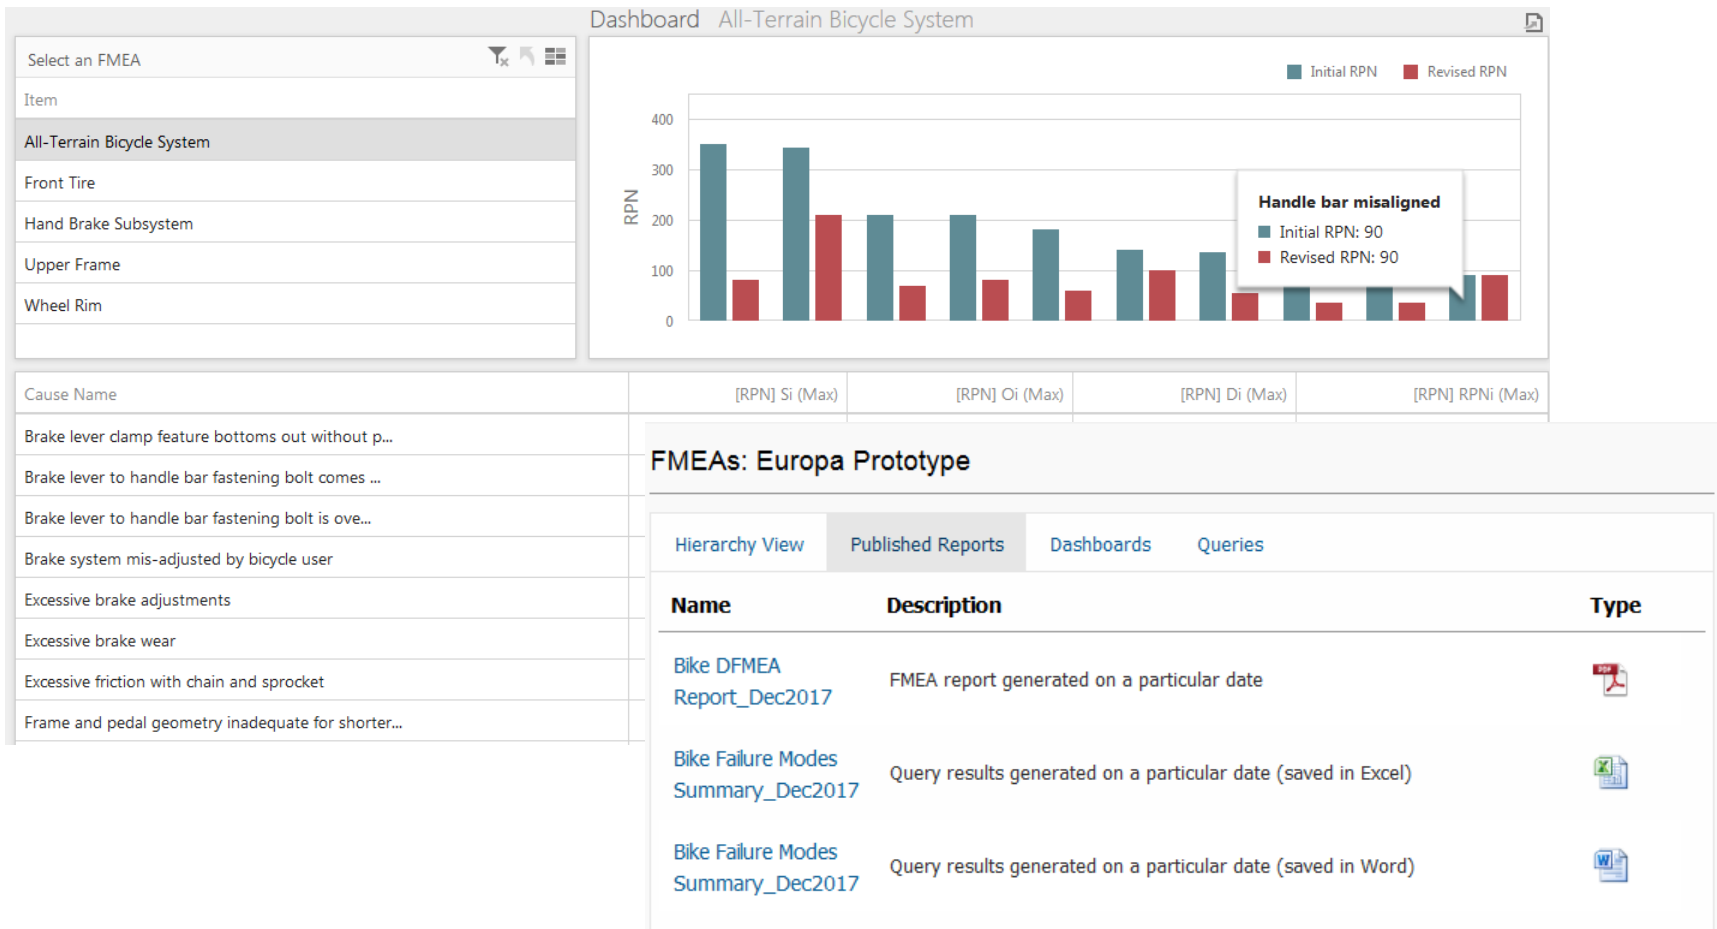 Dashboard All-Terrain Bicycle System
Select an FMEA
Item
All-Terrain Bicycle System
Front Tire
Hand Brake Subsystem
Upper Frame
Wheel Rim
Initial RPN Revised RPN
RPN
400
300
200
100
0
Handle bar misaligned
Initial RPN: 90
Revised RPN: 90
Cause Name [RPN] Si (Max) [RPN] Oi (Max) [RPN] Di (Max) [RPN] RPNi (Max)
Brake lever clamp feature bottoms out without p...
Brake lever to handle bar fastening bolt comes ...
Brake lever to handle bar fastening bolt is ove...
Brake system mis-adjusted by bicycle user
Excessive brake adjustments
Excessive brake wear
Excessive friction with chain and sprocket
Frame and pedal geometry inadequate for shorter...
FMEAs: Europa Prototype
Hierarchy View Published Reports Dashboards Queries
Name Description Type
Bike DFMEA
Report_Dec2017
FMEA report generated on a particular date
PDF
Bike Failure Modes
Summary_Dec2017
Query results generated on a particular date (saved in Excel)
Bike Failure Modes
Summary_Dec2017
Query results generated on a particular date (saved in Word)